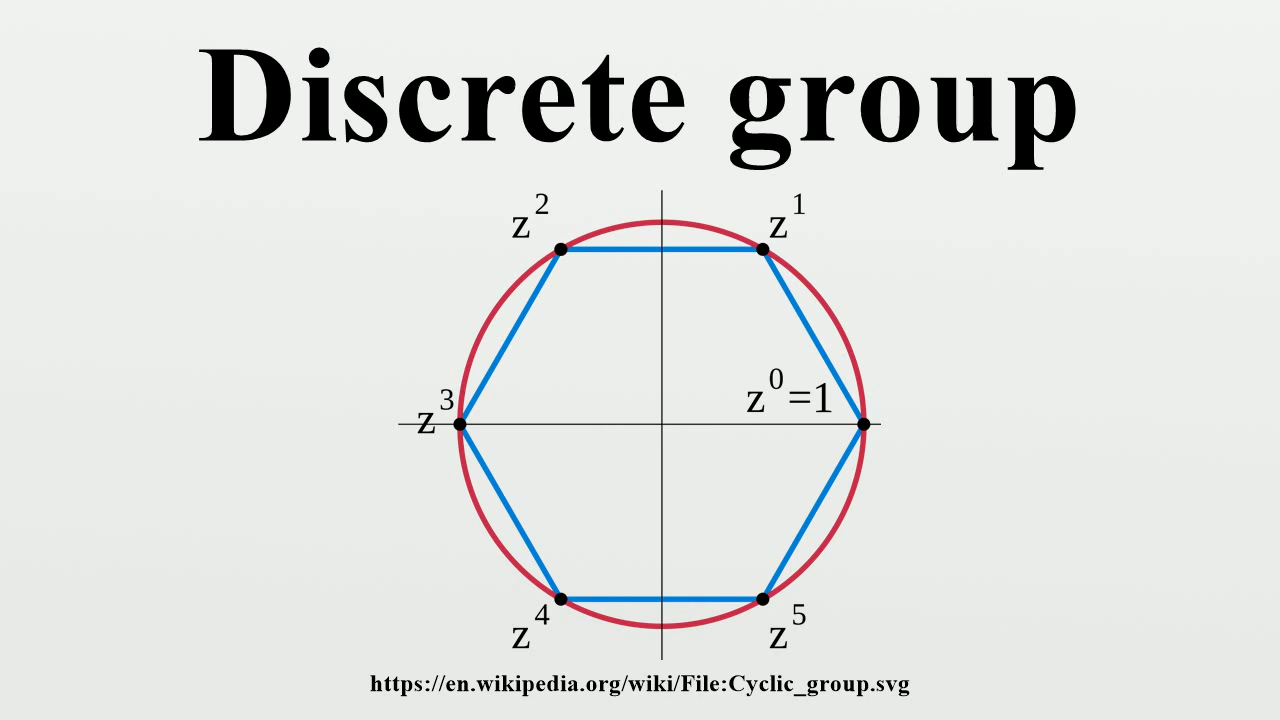 Discrete group
z² z¹
z³ z⁰=1
z⁴ z⁵
https://en.wikipedia.org/wiki/File:Cyclic_group.svg